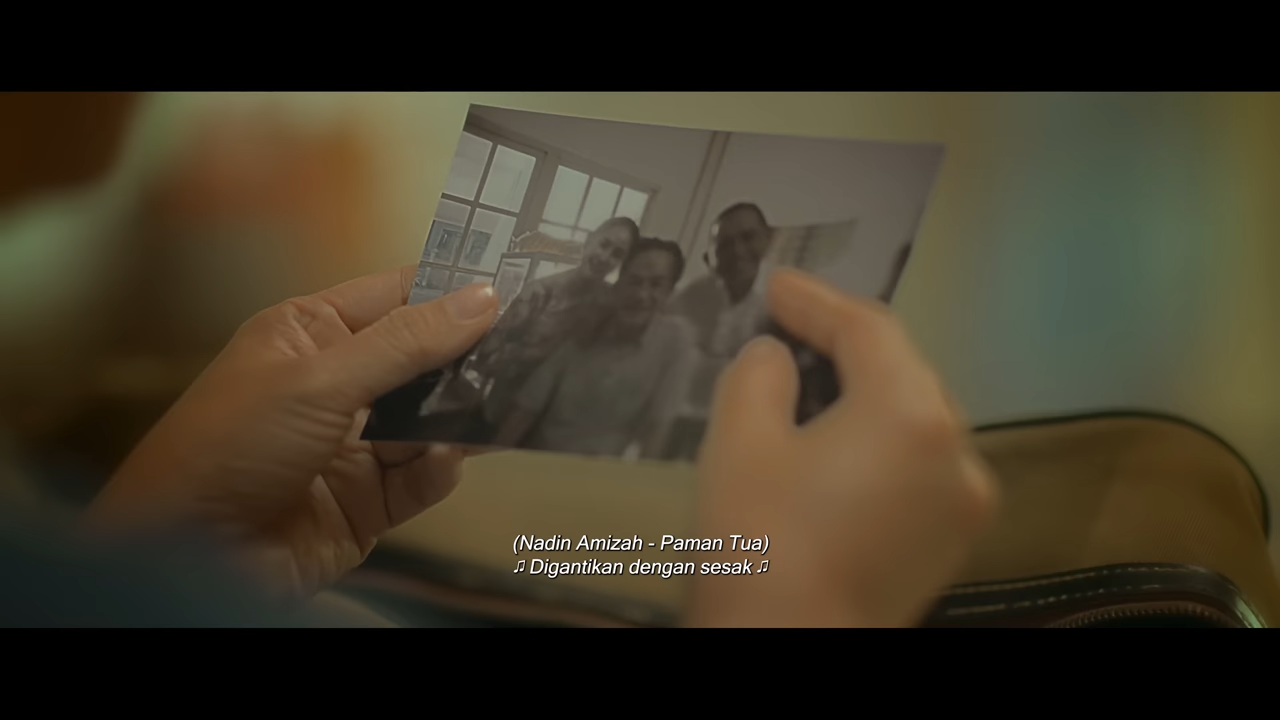 (Nadin Amizah - Paman Tua)
♫ Digantikan dengan sesak ♫